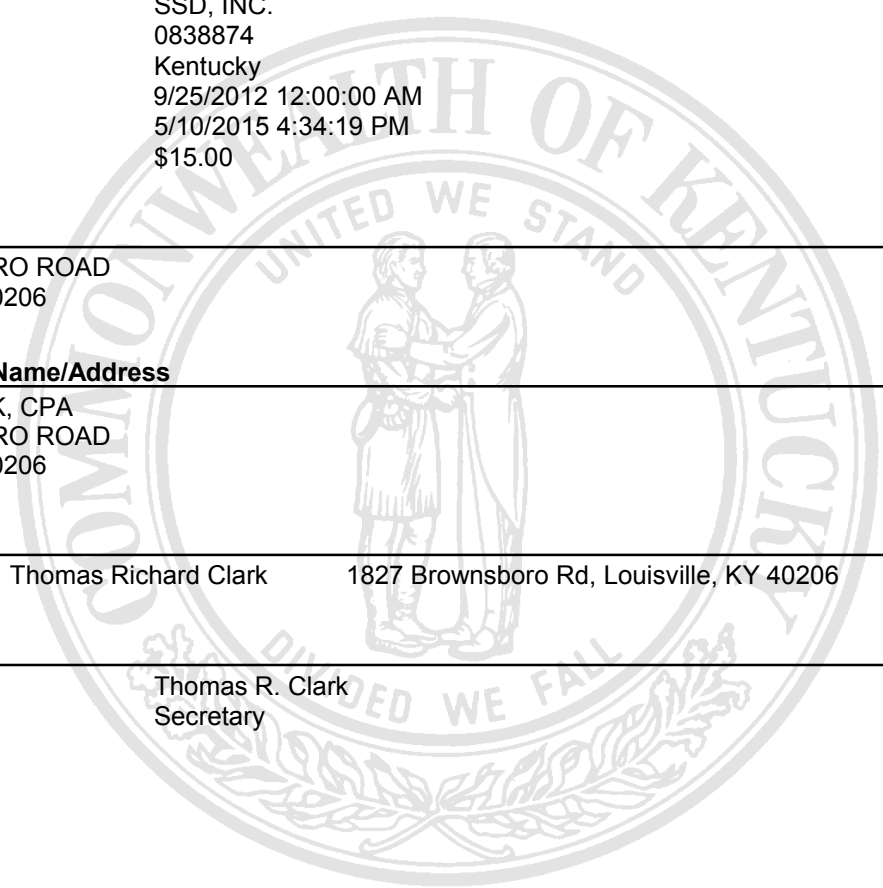 SSD, INC.
0838874
Kentucky
9/25/2012 12:00:00 AM
5/10/2015 4:34:19 PM
$15.00
RO ROAD
0206
Name/Address
K, CPA
RO ROAD
0206
Thomas Richard Clark 1827 Brownsboro Rd, Louisville, KY 40206
Thomas R. Clark
Secretary
COMMONWEALTH OF KENTUCKY
UNITED WE STAND
DIVIDED WE FALL